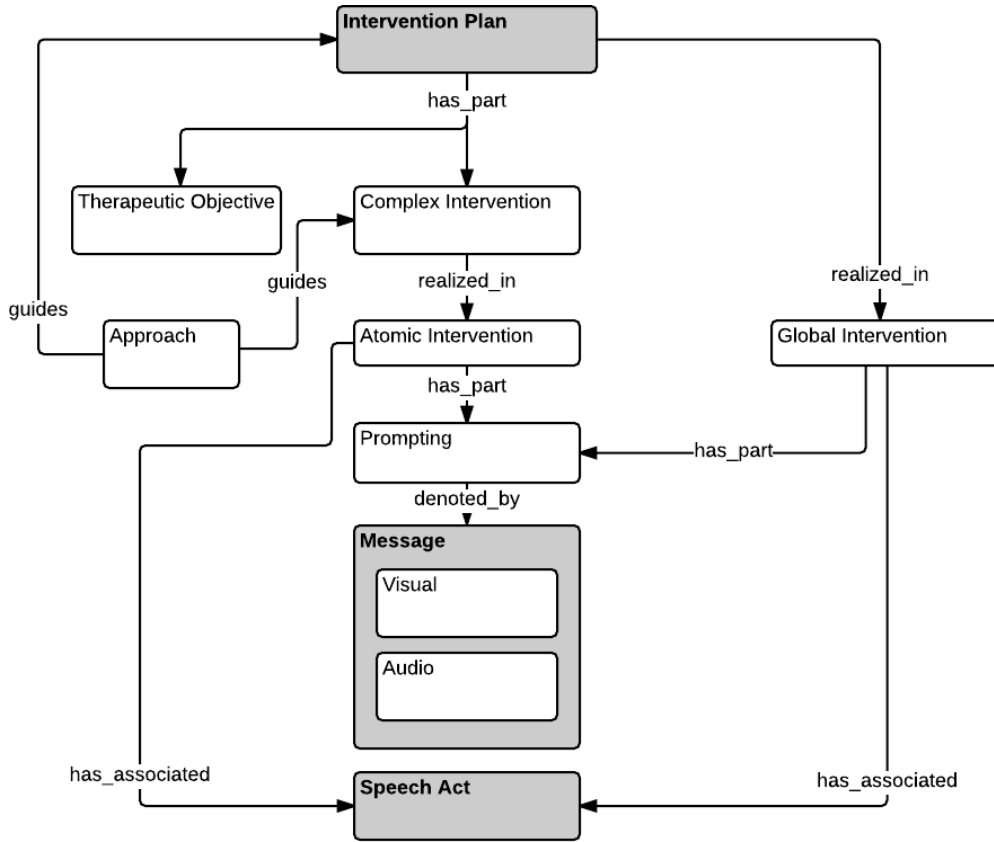 Intervention Plan
has_part
Therapeutic Objective
Complex Intervention
guides
realized_in
realized_in
guides
Approach
Atomic Intervention
Global Intervention
has_part
Prompting
has_part
denoted_by
Message
Visual
Audio
has_associated
has_associated
Speech Act